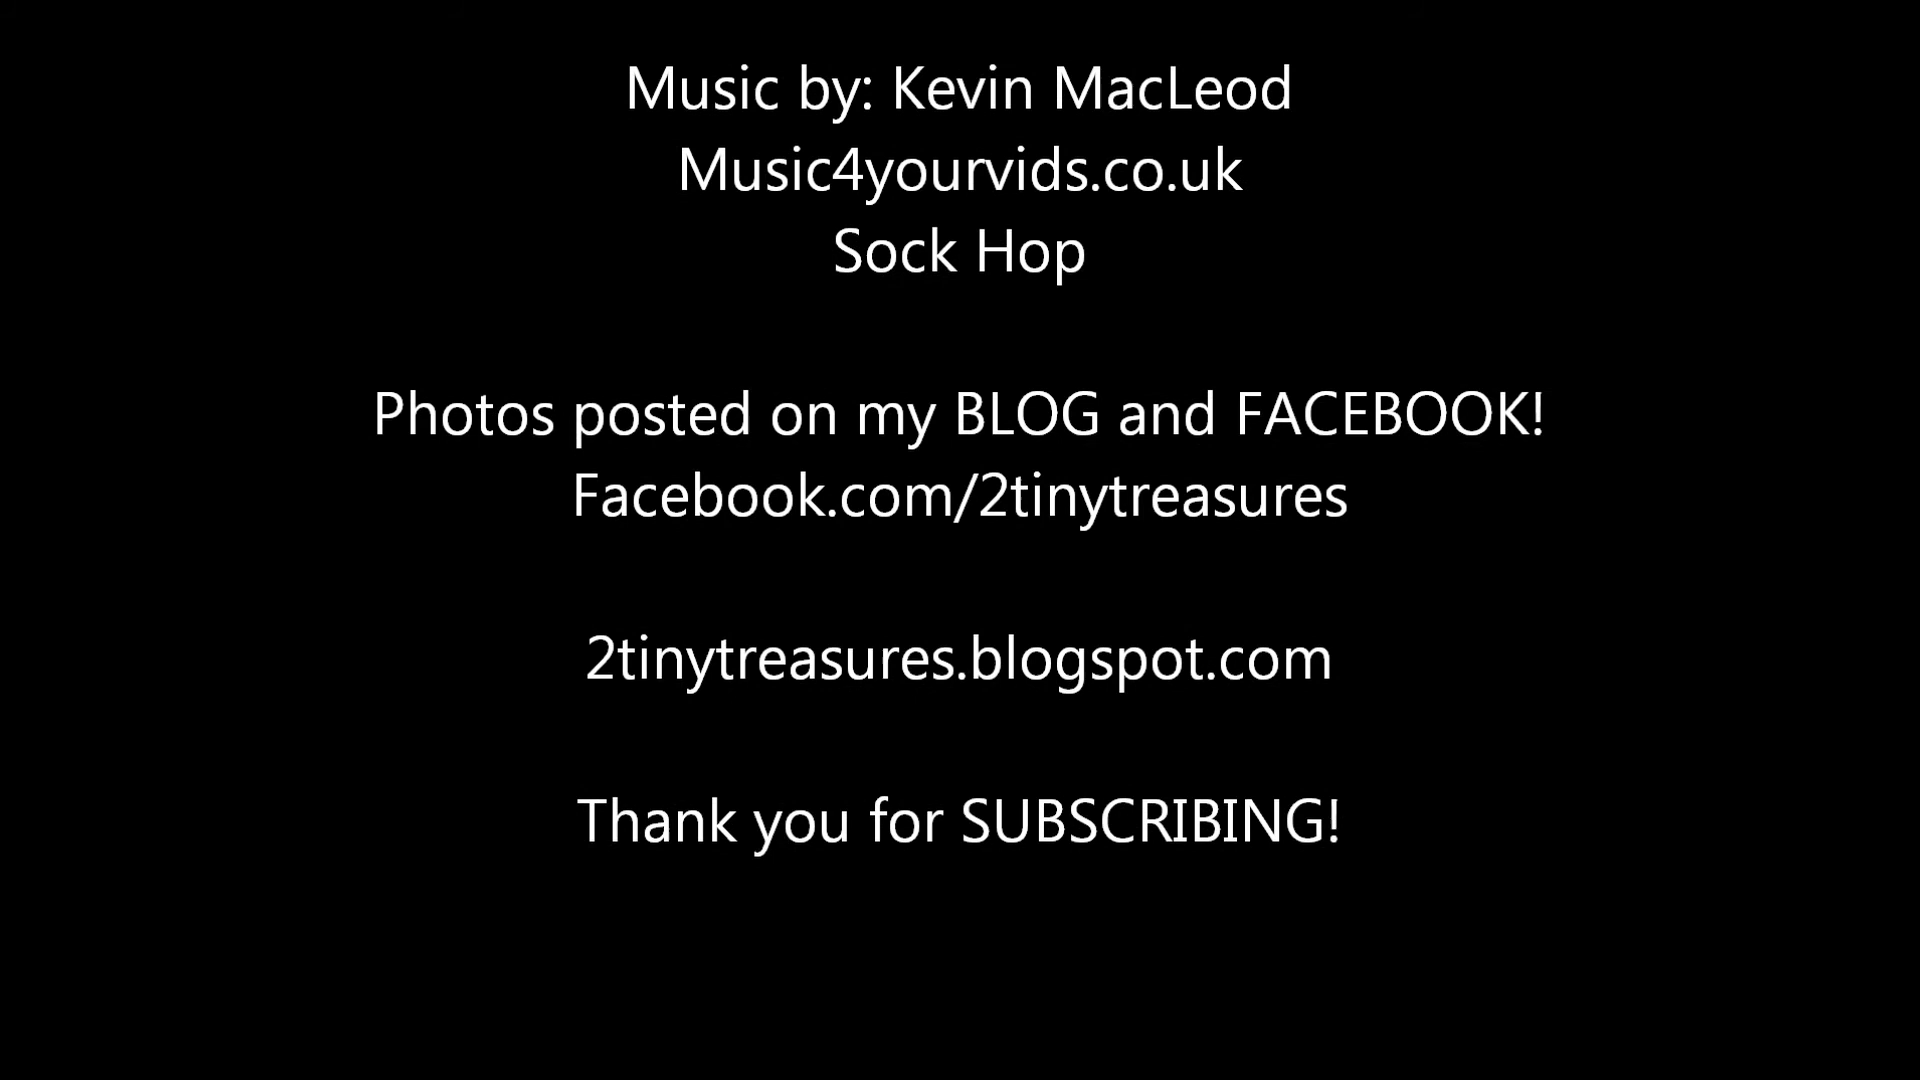 Music by: Kevin MacLeod
Music4yourvids.co.uk
Sock Hop
Photos posted on my BLOG and FACEBOOK!
Facebook.com/2tinytreasures
2tinytreasures.blogspot.com
Thank you for SUBSCRIBING!